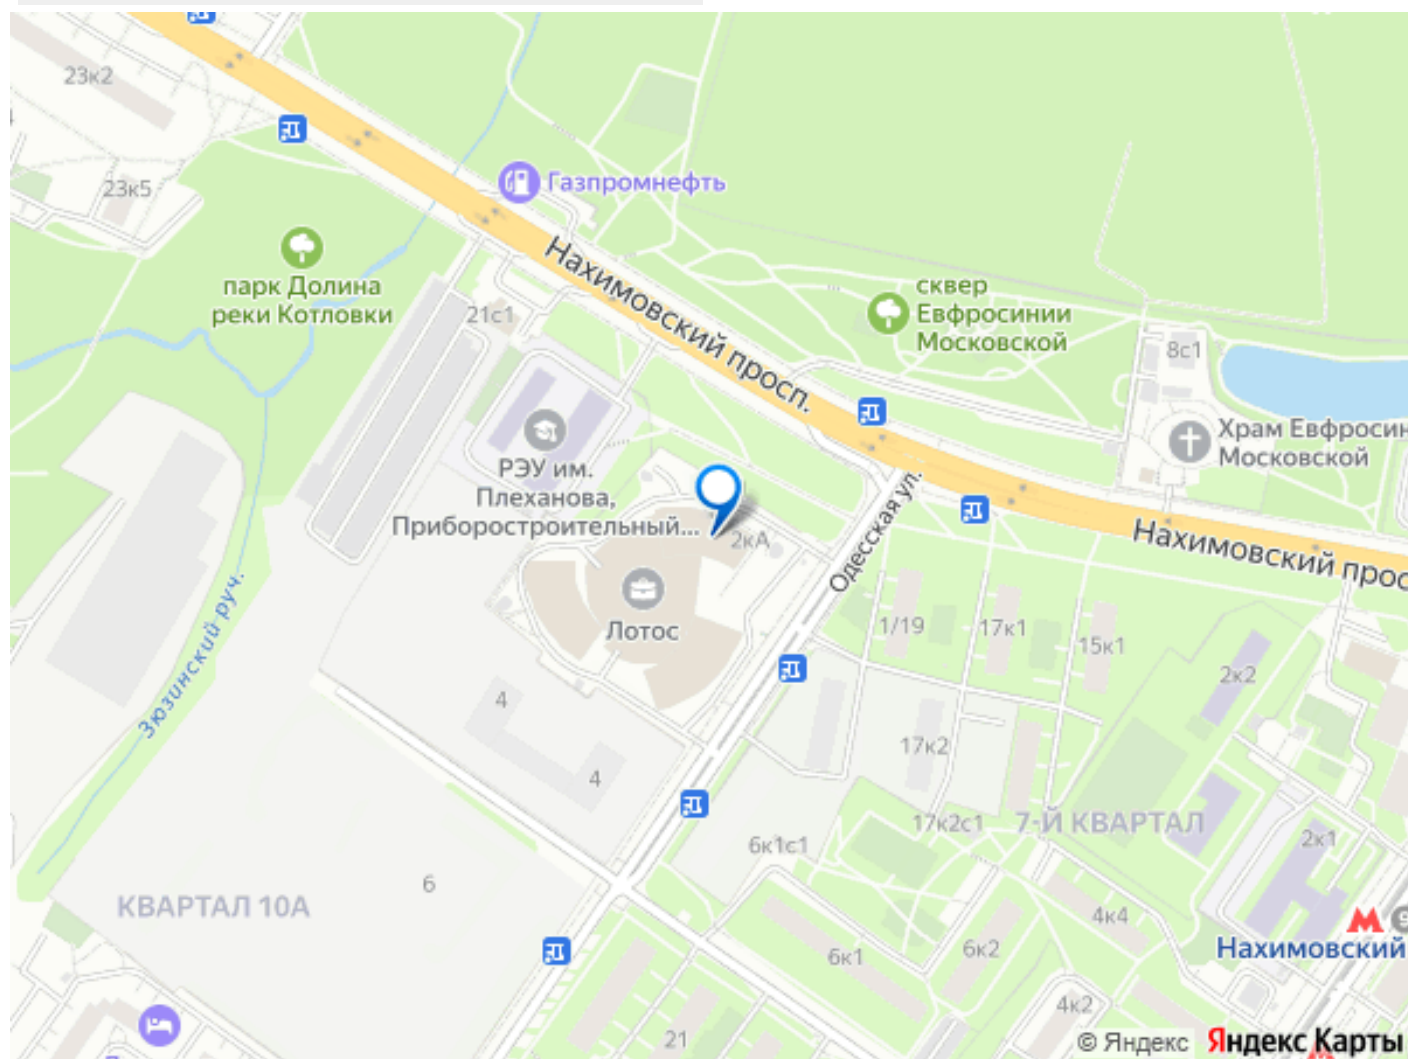 23к2
23к5
Газпромнефть
парк Долина
реки Котловки
21с1
Нахимовский просп.
сквер
Евфросинии
Московской
8с1
Храм Евфросин
Московской
РЭУ им.
Плеханова,
Приборостроительный...
2кА
Лотос
Одесская ул.
Нахимовский прос
Зюзинский руч.
1/19
17к1
15к1
2к2
4
17к2
4
17к2с1
7-Й КВАРТАЛ
6к1с1
2к1
6
КВАРТАЛ 10А
4к4
Нахимовский
6к1
6к2
4к2
21
© Яндекс
Яндекс Карты